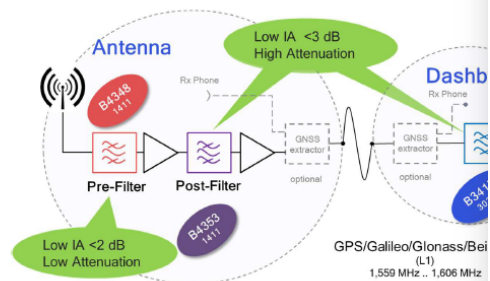 Low IA <3 dB
High Attenuation
Antenna
Dashb
Rx Phone
Rx Phone
B4348
1411
GNSS
extractor
GNSS
extractor
optional
optional
Pre-Filter
Post-Filter
B4353
1411
B341
Low IA <2 dB
Low Attenuation
GPS/Galileo/Glonass/Bei
(L1)
1,559 MHz .. 1,606 MHz